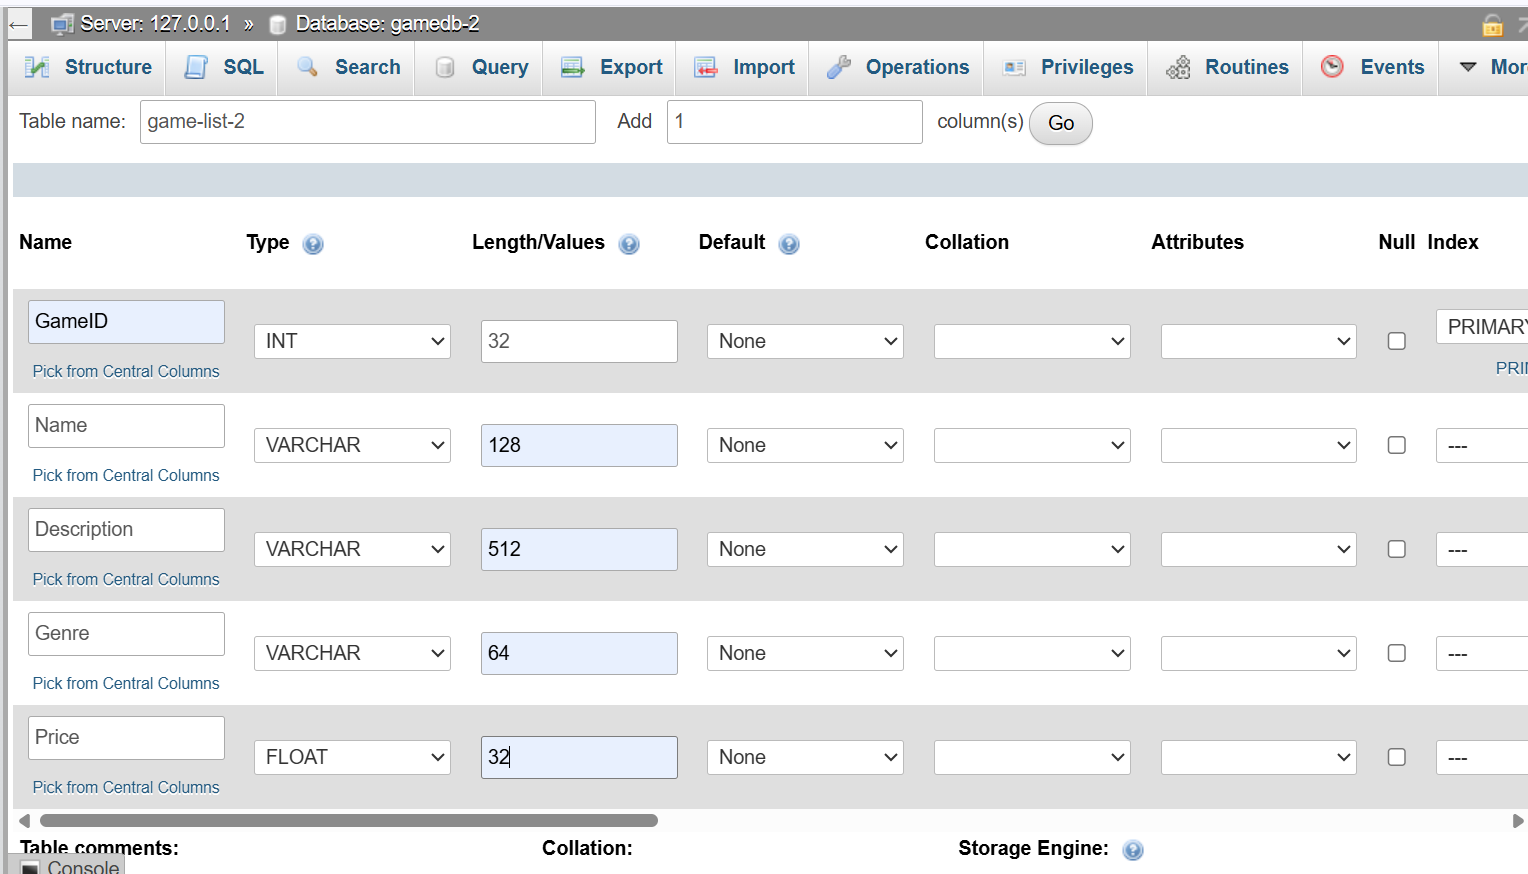 ← Server: 127.0.0.1 » Database: gamedb-2
Structure SQL Search Query Export Import Operations Privileges Routines Events Mor
Table name: game-list-2 Add 1 column(s) Go
Name Type Length/Values Default Collation Attributes Null Index
GameID INT 32 None PRIMARY
Pick from Central Columns PRI
Name VARCHAR 128 None ---
Pick from Central Columns
Description VARCHAR 512 None ---
Pick from Central Columns
Genre VARCHAR 64 None ---
Pick from Central Columns
Price FLOAT 32 None ---
Pick from Central Columns
Table comments: Collation: Storage Engine:
Console